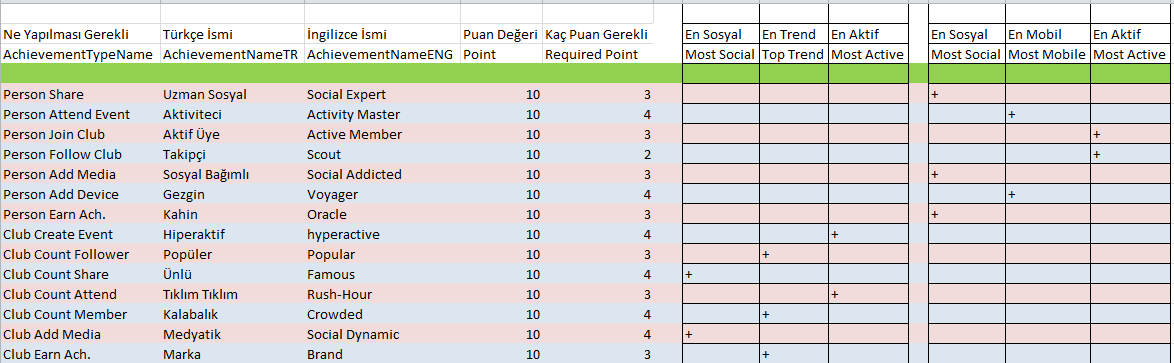 Ne Yapılması Gerekli Türkçe İsmi İngilizce İsmi Puan Değeri Kaç Puan Gerekli En Sosyal En Trend En Aktif En Sosyal En Mobil En Aktif
AchievementTypeName AchievementNameTR AchievementNameENG Point Required Point Most Social Top Trend Most Active Most Social Most Mobile Most Active
Person Share Uzman Sosyal Social Expert 10 3 +
Person Attend Event Aktiviteci Activity Master 10 4 +
Person Join Club Aktif Üye Active Member 10 3 +
Person Follow Club Takipçi Scout 10 2 +
Person Add Media Sosyal Bağımlı Social Addicted 10 3 +
Person Add Device Gezgin Voyager 10 4 +
Person Earn Ach. Kahin Oracle 10 3 +
Club Create Event Hiperaktif hyperactive 10 4 +
Club Count Follower Popüler Popular 10 3 +
Club Count Share Ünlü Famous 10 4 +
Club Count Attend Tıklım Tıklım Rush-Hour 10 3 +
Club Count Member Kalabalık Crowded 10 4 +
Club Add Media Medyatik Social Dynamic 10 4 +
Club Earn Ach. Marka Brand 10 3 +